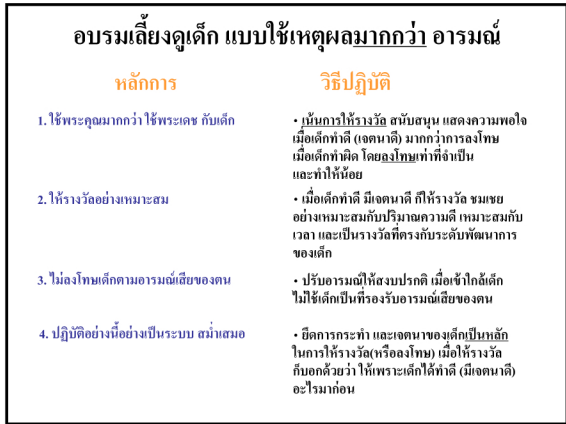 อบรมเลี้ยงดูเด็ก แบบใช้เหตุผลมากกว่า อารมณ์
หลักการ
วิธีปฏิบัติ
1. ใช้พระคุณมากกว่า ใช้พระเดช กับเด็ก
• เน้นการให้รางวัล สนับสนุน แสดงความพอใจ
เมื่อเด็กทำดี (เจตนาดี) มากกว่าการลงโทษ
เมื่อเด็กทำผิด โดยลงโทษเท่าที่จำเป็น
และทำให้น้อย
2. ให้รางวัลอย่างเหมาะสม
• เมื่อเด็กทำดี มีเจตนาดี ก็ให้รางวัล ชมเชย
อย่างเหมาะสมกับปริมาณความดี เหมาะสมกับ
เวลา และเป็นรางวัลที่ตรงกับระดับพัฒนาการ
ของเด็ก
3. ไม่ลงโทษเด็กตามอารมณ์เสียของตน
• ปรับอารมณ์ให้สงบปรกติ เมื่อเข้าใกล้เด็ก
ไม่ใช้เด็กเป็นที่รองรับอารมณ์เสียของตน
4. ปฏิบัติอย่างนี้อย่างเป็นระบบ สม่ำเสมอ
• ยึดการกระทำ และเจตนาของเด็กเป็นหลัก
ในการให้รางวัล(หรือลงโทษ) เมื่อให้รางวัล
ก็บอกด้วยว่า ให้เพราะเด็กได้ทำดี (มีเจตนาดี)
อะไรมาก่อน